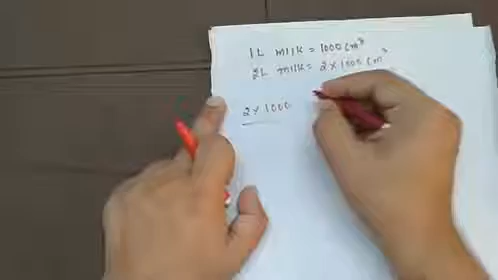 1L milk = 1000 cm³
2L milk = 2 × 1000 cm³
2 × 1000